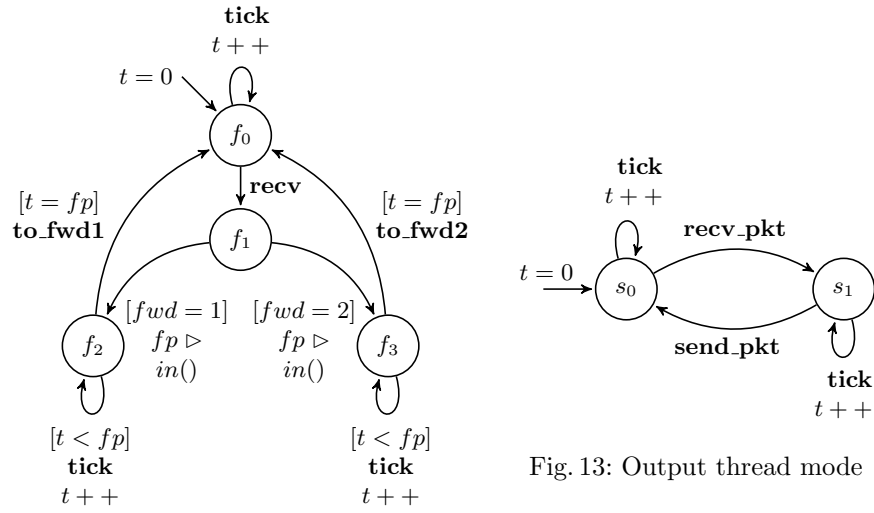 tick
t + +
t = 0
f0
recv
[t = fp]
to_fwd1
[t = fp]
to_fwd2
f1
[fwd = 1]
fp ▷
in()
[fwd = 2]
fp ▷
in()
f2
f3
[t < fp]
tick
t + +
[t < fp]
tick
t + +
tick
t + +
recv_pkt
t = 0
s0
s1
send_pkt
tick
t + +
Fig. 13: Output thread mode